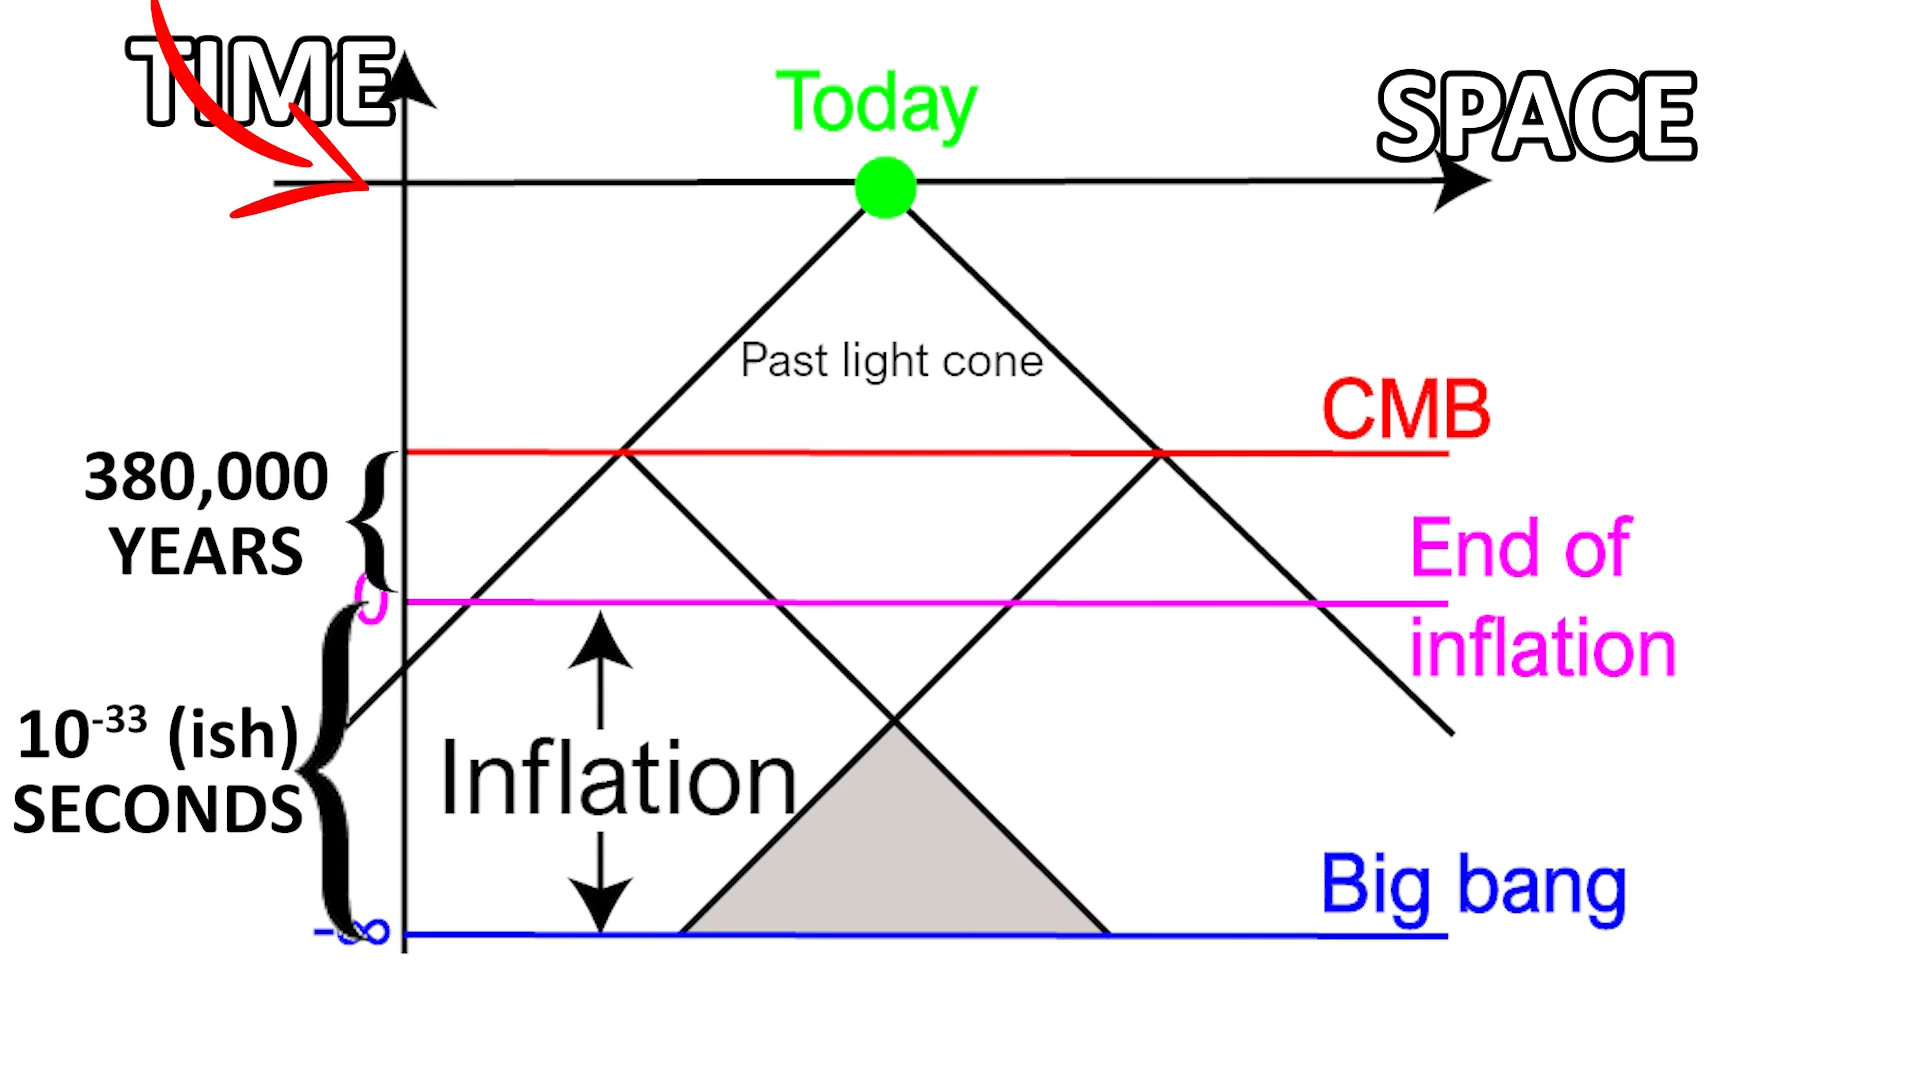 TIME
Today
SPACE
Past light cone
CMB
380,000
YEARS
0
End of
inflation
10⁻³³ (ish)
SECONDS
Inflation
Big bang
-∞